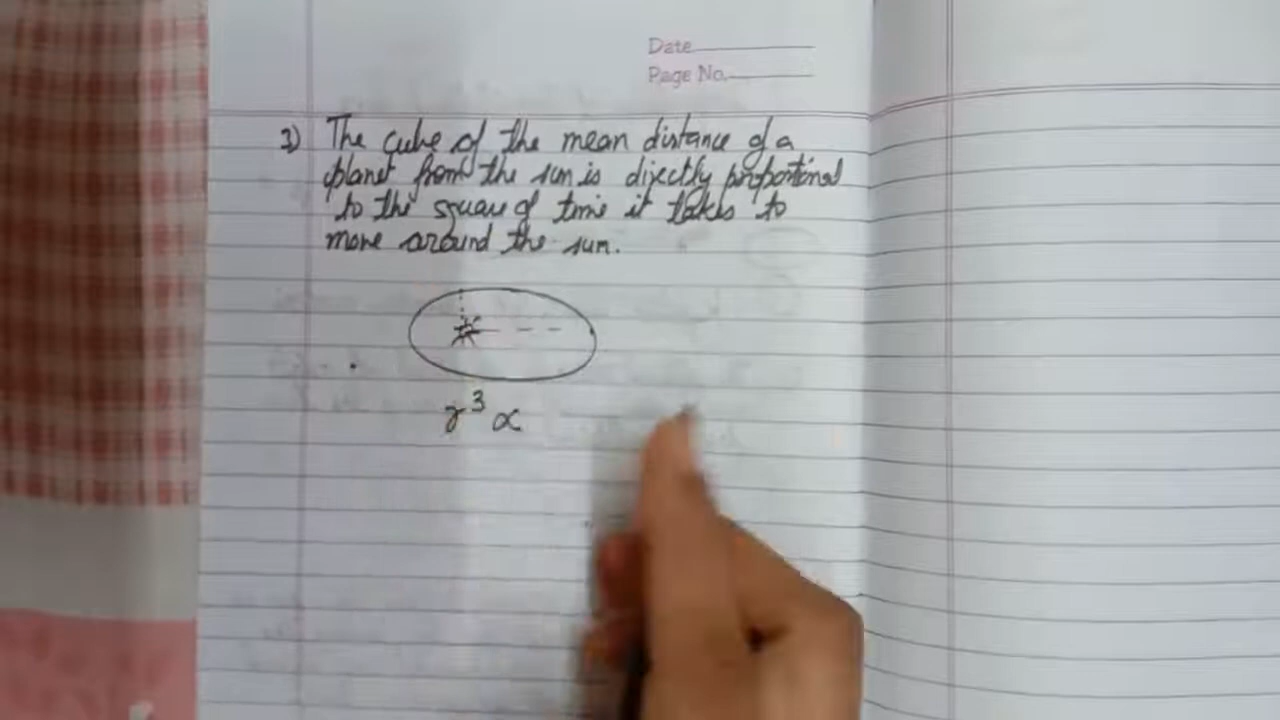 Date
Page No.
3) The cube of the mean distance of a
planet from the sun is directly proportional
to the square of time it takes to
move around the sun.
r³ ∝